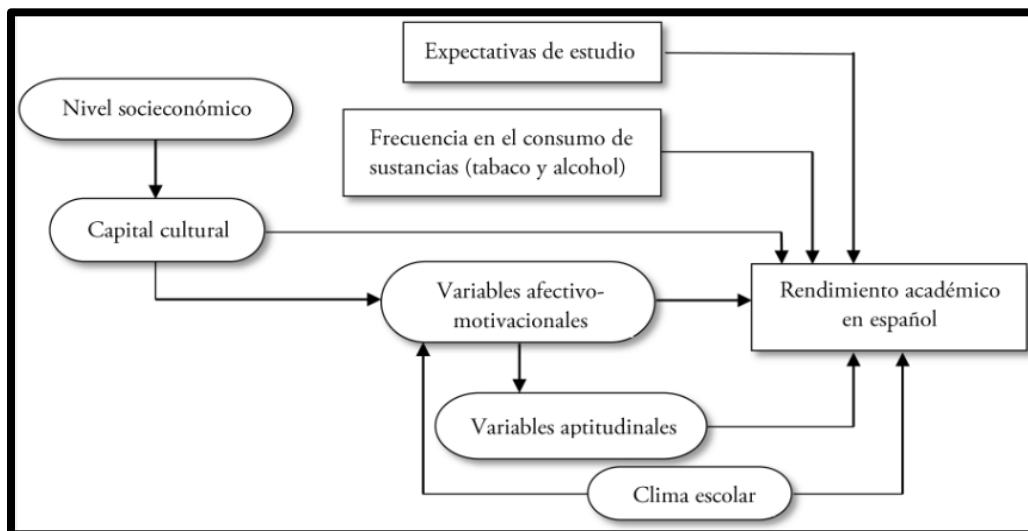 Expectativas de estudio
Nivel socieconómico
Frecuencia en el consumo de
sustancias (tabaco y alcohol)
Capital cultural
Variables afectivo-
motivacionales
Rendimiento académico
en español
Variables aptitudinales
Clima escolar